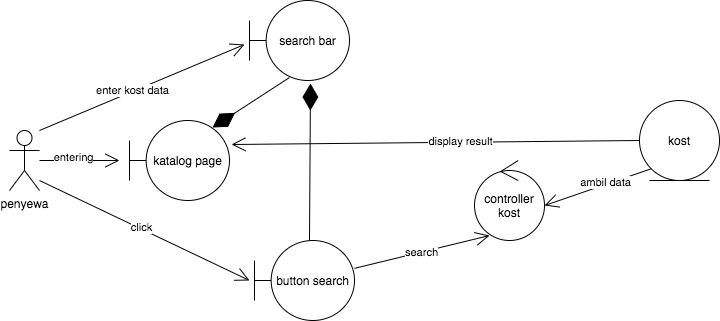 search bar
enter kost data
display result
kost
entering
katalog page
penyewa
ambil data
controller
kost
click
search
button search